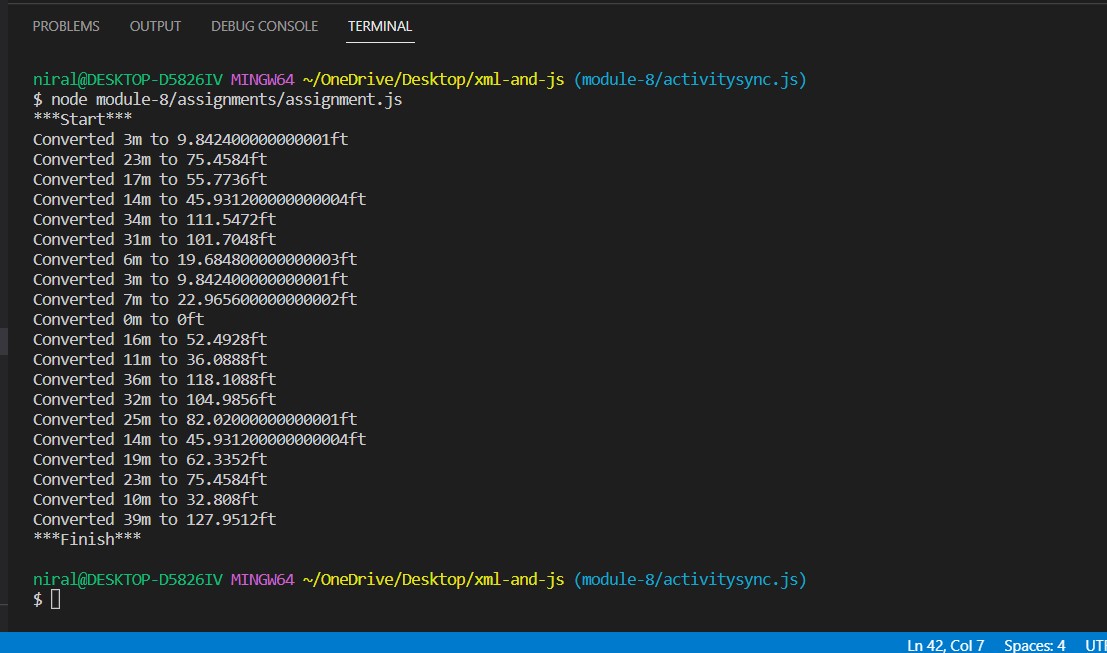 PROBLEMS OUTPUT DEBUG CONSOLE TERMINAL
niral@DESKTOP-D5826IV MINGW64 ~/OneDrive/Desktop/xml-and-js (module-8/activitysync.js)
$ node module-8/assignments/assignment.js
***Start***
Converted 3m to 9.842400000000001ft
Converted 23m to 75.4584ft
Converted 17m to 55.7736ft
Converted 14m to 45.931200000000004ft
Converted 34m to 111.5472ft
Converted 31m to 101.7048ft
Converted 6m to 19.684800000000003ft
Converted 3m to 9.842400000000001ft
Converted 7m to 22.965600000000002ft
Converted 0m to 0ft
Converted 16m to 52.4928ft
Converted 11m to 36.0888ft
Converted 36m to 118.1088ft
Converted 32m to 104.9856ft
Converted 25m to 82.02000000000001ft
Converted 14m to 45.931200000000004ft
Converted 19m to 62.3352ft
Converted 23m to 75.4584ft
Converted 10m to 32.808ft
Converted 39m to 127.9512ft
***Finish***
niral@DESKTOP-D5826IV MINGW64 ~/OneDrive/Desktop/xml-and-js (module-8/activitysync.js)
$
Ln 42, Col 7 Spaces: 4 UTF